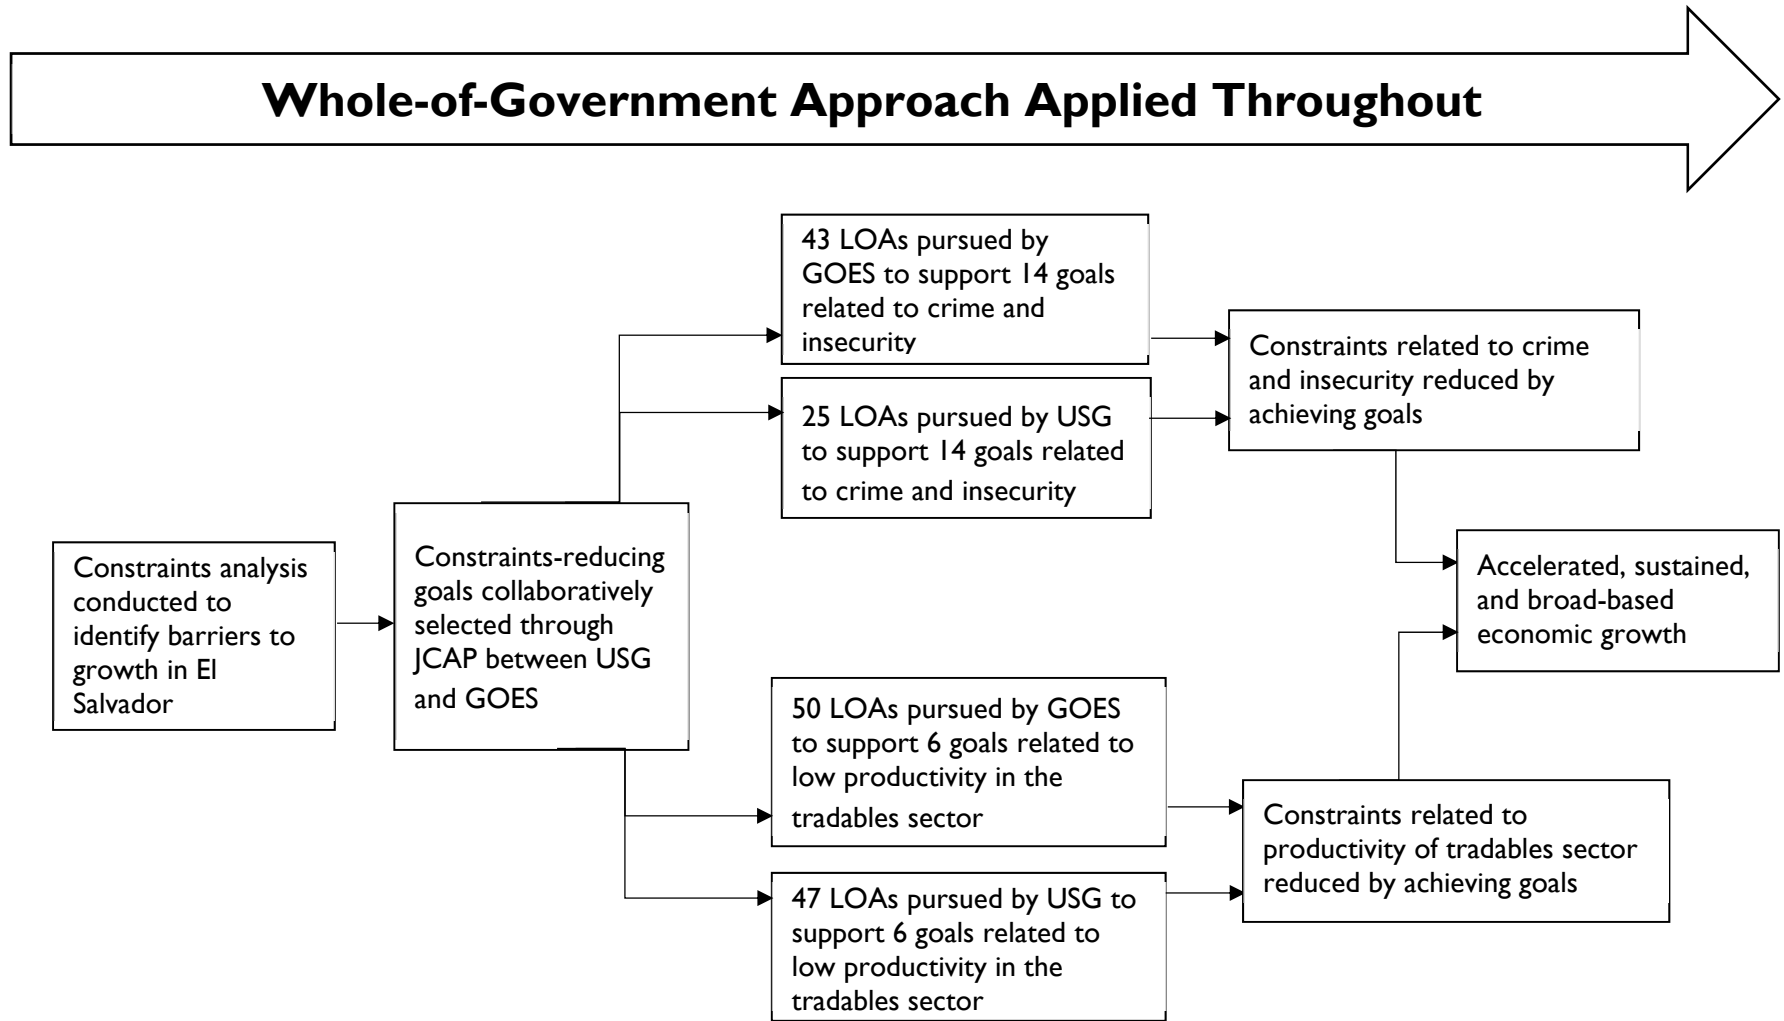 Whole-of-Government Approach Applied Throughout
43 LOAs pursued by
GOES to support 14 goals
related to crime and
insecurity
25 LOAs pursued by USG
to support 14 goals related
to crime and insecurity
Constraints related to crime
and insecurity reduced by
achieving goals
Constraints analysis
conducted to
identify barriers to
growth in El
Salvador
Constraints-reducing
goals collaboratively
selected through
JCAP between USG
and GOES
Accelerated, sustained,
and broad-based
economic growth
50 LOAs pursued by GOES
to support 6 goals related to
low productivity in the
tradables sector
47 LOAs pursued by USG to
support 6 goals related to
low productivity in the
tradables sector
Constraints related to
productivity of tradables sector
reduced by achieving goals